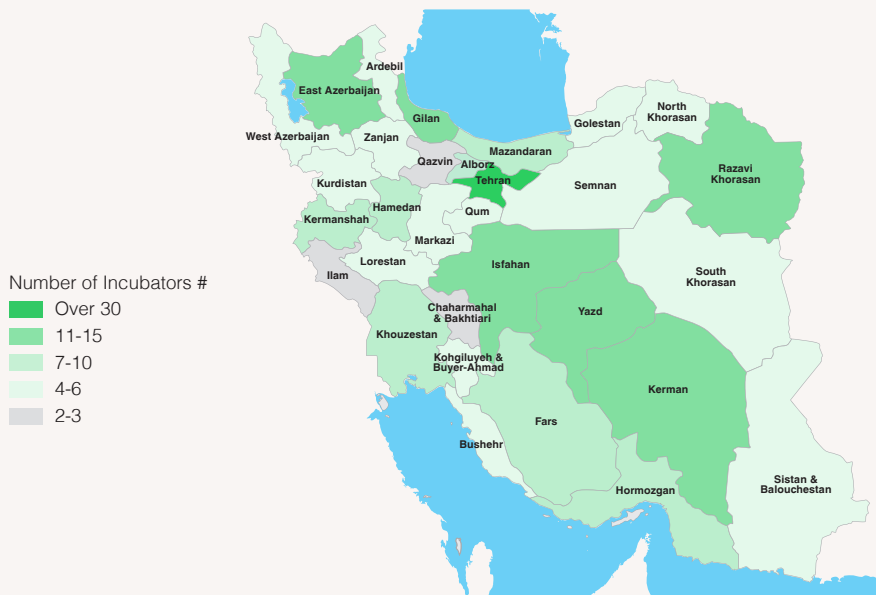 Ardebil
East Azerbaijan
North
Khorasan
Gilan
Golestan
West Azerbaijan
Zanjan
Mazandaran
Qazvin
Alborz
Razavi
Khorasan
Tehran
Kurdistan
Semnan
Hamedan
Qum
Kermanshah
Markazi
Lorestan
Isfahan
Ilam
South
Khorasan
Number of Incubators #
Over 30
11-15
7-10
4-6
2-3
Chaharmahal
& Bakhtiari
Yazd
Khouzestan
Kohgiluyeh &
Buyer-Ahmad
Kerman
Fars
Bushehr
Sistan &
Balouchestan
Hormozgan